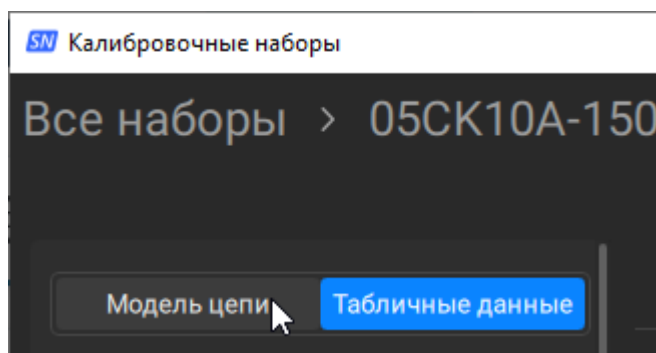 SN Калибровочные наборы
Все наборы > 05CK10A-150
Модель цепи Табличные данные